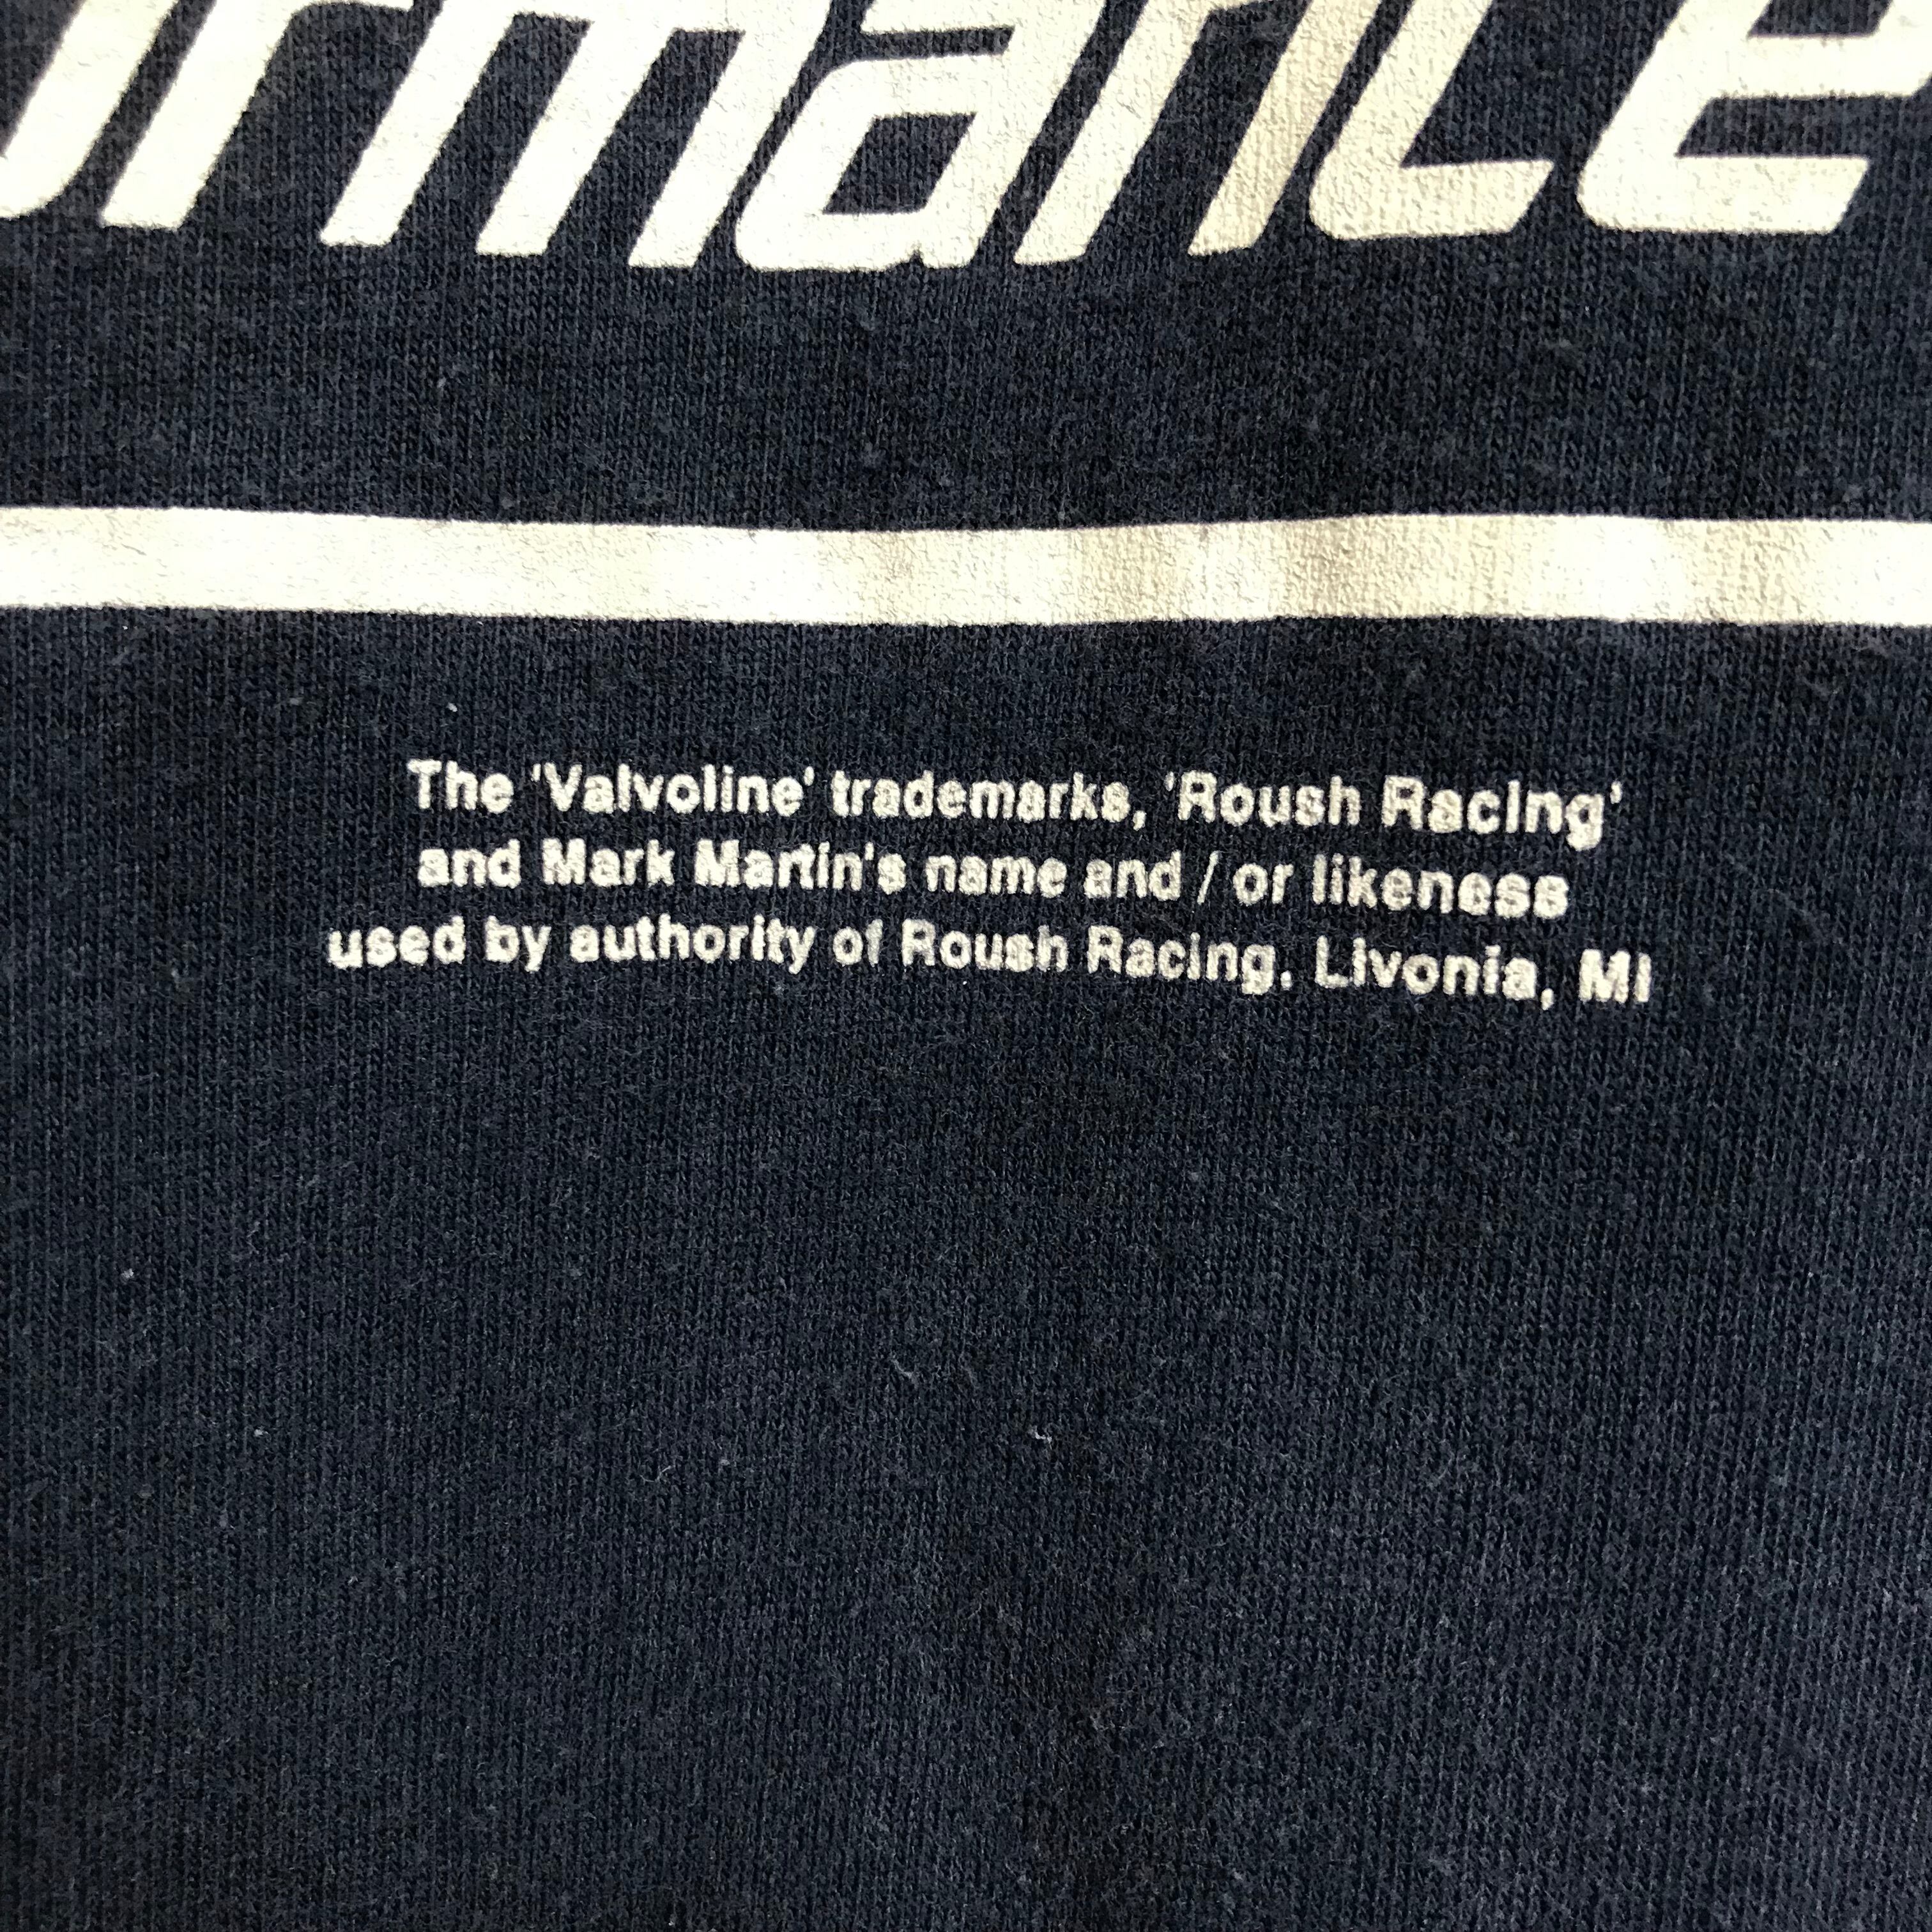 ormance
The 'Valvoline' trademarks, 'Roush Racing'
and Mark Martin's name and / or likeness
used by authority of Roush Racing, Livonia, MI